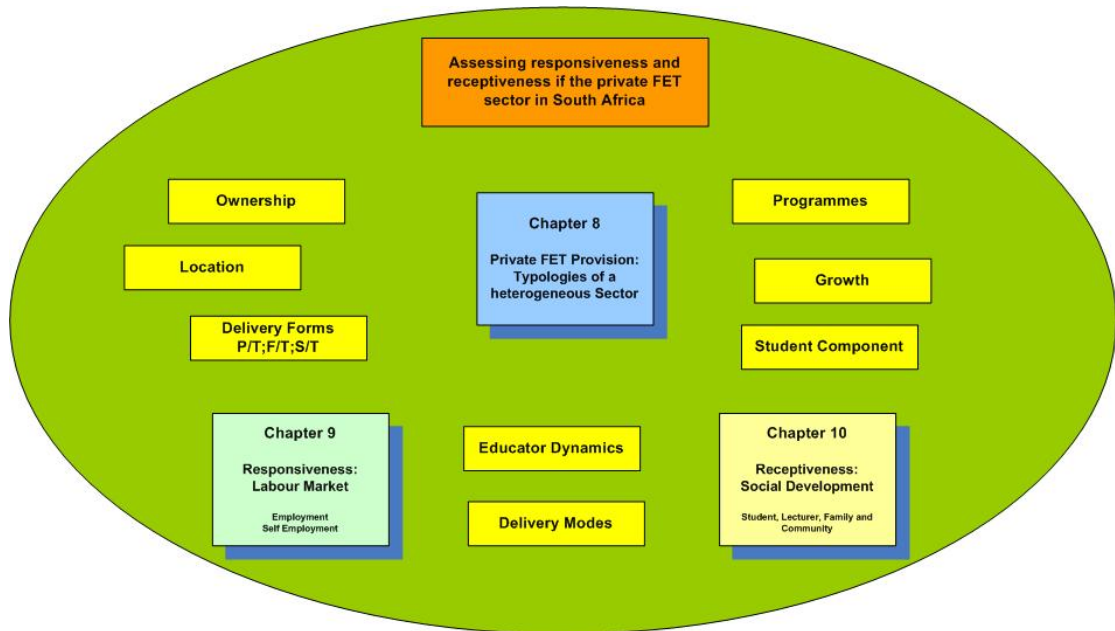 Assessing responsiveness and
receptiveness if the private FET
sector in South Africa
Ownership
Location
Delivery Forms
P/T;F/T;S/T
Chapter 8
Private FET Provision:
Typologies of a
heterogeneous Sector
Programmes
Growth
Student Component
Chapter 9
Responsiveness:
Labour Market
Employment
Self Employment
Educator Dynamics
Delivery Modes
Chapter 10
Receptiveness:
Social Development
Student, Lecturer, Family and
Community